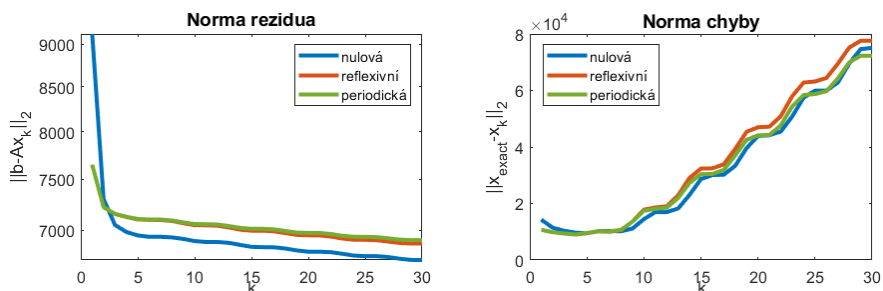 Norma rezidua
9000
8500
8000
7500
7000
||b-Ax_k||_2
0 5 10 15 20 25 30
k
nulová
reflexivní
periodická
Norma chyby
×10^4
8
6
4
2
0
||x_exact-x_k||_2
0 5 10 15 20 25 30
k
nulová
reflexivní
periodická